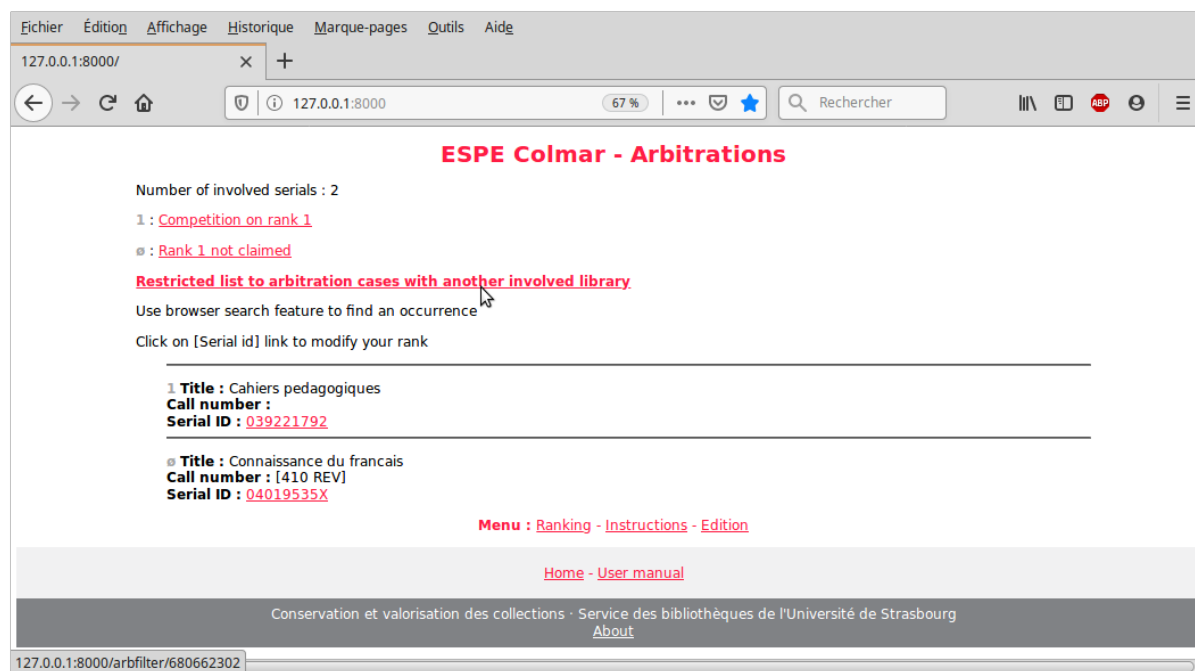 Fichier Édition Affichage Historique Marque-pages Outils Aide
127.0.0.1:8000/
127.0.0.1:8000 67 % Rechercher ABP
ESPE Colmar - Arbitrations
Number of involved serials : 2
1 : Competition on rank 1
ø : Rank 1 not claimed
Restricted list to arbitration cases with another involved library
Use browser search feature to find an occurrence
Click on [Serial id] link to modify your rank
1 Title : Cahiers pedagogiques
Call number :
Serial ID : 039221792
ø Title : Connaissance du francais
Call number : [410 REV]
Serial ID : 04019535X
Menu : Ranking - Instructions - Edition
Home - User manual
Conservation et valorisation des collections · Service des bibliothèques de l'Université de Strasbourg
About
127.0.0.1:8000/arbfilter/680662302